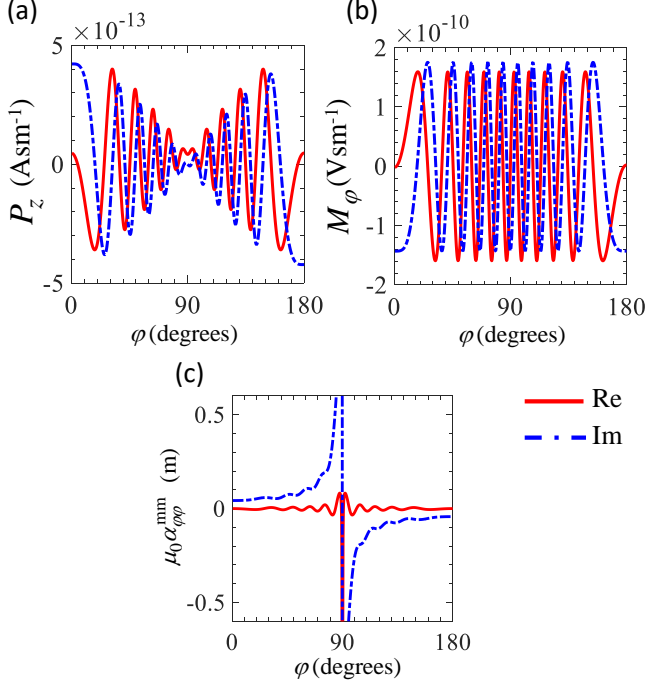 (a)
×10⁻¹³
P_z (Asm⁻¹)
5
0
-5
0
90
180
φ (degrees)
(b)
×10⁻¹⁰
M_φ (Vsm⁻¹)
2
1
0
-1
-2
0
90
180
φ (degrees)
(c)
μ₀α^mm_φφ (m)
0.5
0
-0.5
0
90
180
φ (degrees)
Re
Im